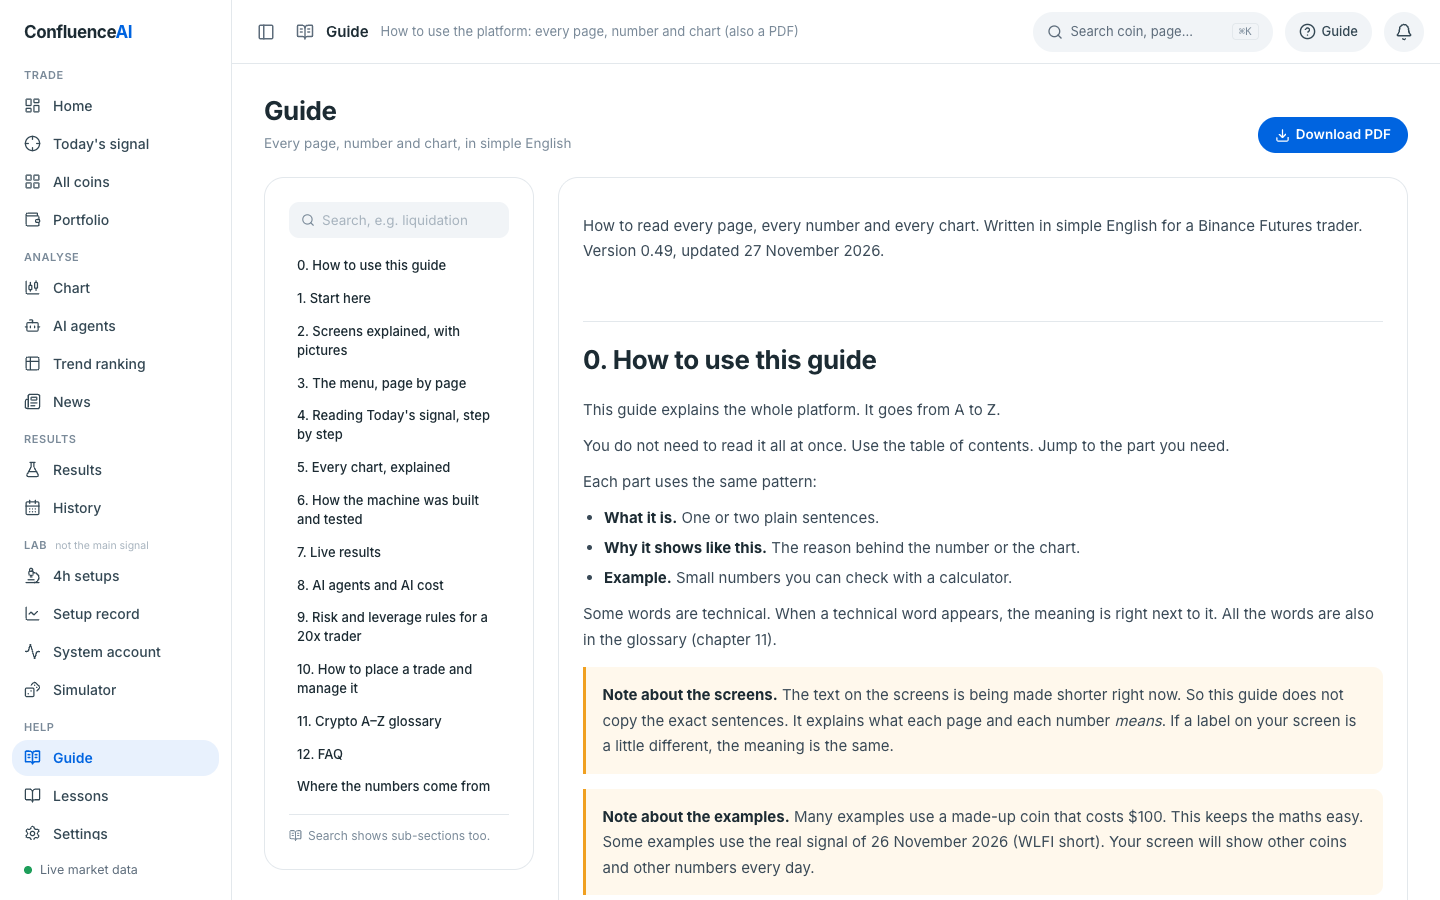 ConfluenceAI
TRADE
Home
Today's signal
All coins
Portfolio
ANALYSE
Chart
AI agents
Trend ranking
News
RESULTS
Results
History
LAB not the main signal
4h setups
Setup record
System account
Simulator
HELP
Guide
Lessons
Settings
Live market data
Guide How to use the platform: every page, number and chart (also a PDF)
Search coin, page... ⌘K
Guide
Guide
Every page, number and chart, in simple English
Download PDF
Search, e.g. liquidation
0. How to use this guide
1. Start here
2. Screens explained, with
pictures
3. The menu, page by page
4. Reading Today's signal, step
by step
5. Every chart, explained
6. How the machine was built
and tested
7. Live results
8. AI agents and AI cost
9. Risk and leverage rules for a
20x trader
10. How to place a trade and
manage it
11. Crypto A–Z glossary
12. FAQ
Where the numbers come from
Search shows sub-sections too.
How to read every page, every number and every chart. Written in simple English for a Binance Futures trader.
Version 0.49, updated 27 November 2026.
0. How to use this guide
This guide explains the whole platform. It goes from A to Z.
You do not need to read it all at once. Use the table of contents. Jump to the part you need.
Each part uses the same pattern:
• What it is. One or two plain sentences.
• Why it shows like this. The reason behind the number or the chart.
• Example. Small numbers you can check with a calculator.
Some words are technical. When a technical word appears, the meaning is right next to it. All the words are also
in the glossary (chapter 11).
Note about the screens. The text on the screens is being made shorter right now. So this guide does not
copy the exact sentences. It explains what each page and each number means. If a label on your screen is
a little different, the meaning is the same.
Note about the examples. Many examples use a made-up coin that costs $100. This keeps the maths easy.
Some examples use the real signal of 26 November 2026 (WLFI short). Your screen will show other coins
and other numbers every day.